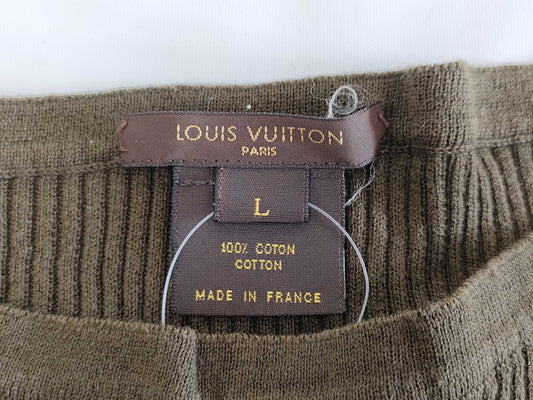 LOUIS VUITTON
PARIS
L
100% COTON
COTTON
MADE IN FRANCE